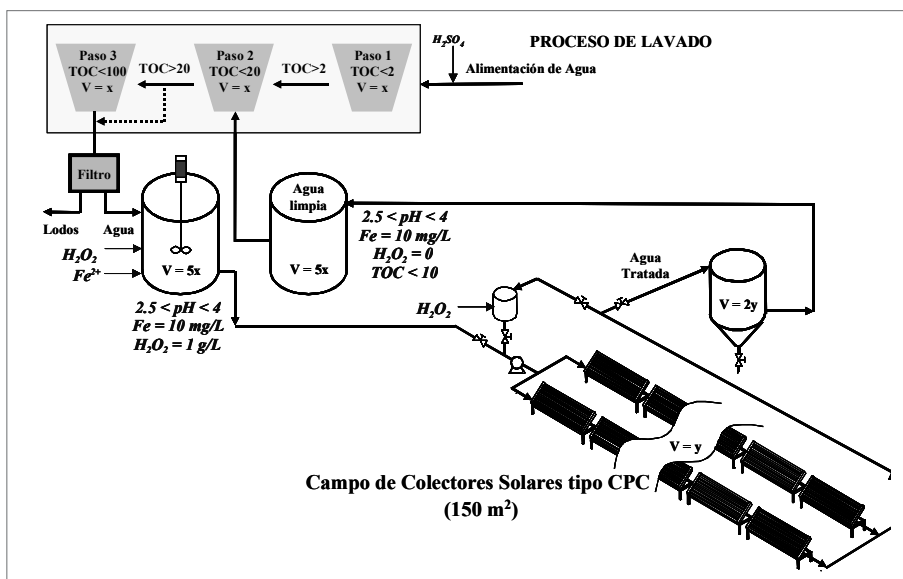 H₂SO₄
PROCESO DE LAVADO
Paso 3
TOC<100
V = x
TOC>20
Paso 2
TOC<20
V = x
TOC>2
Paso 1
TOC<2
V = x
Alimentación de Agua
Filtro
Lodos
Agua
H₂O₂
Fe²⁺
V = 5x
2.5 < pH < 4
Fe = 10 mg/L
H₂O₂ = 1 g/L
Agua
limpia
V = 5x
2.5 < pH < 4
Fe = 10 mg/L
H₂O₂ = 0
TOC < 10
Agua
Tratada
V = 2y
H₂O₂
V = y
Campo de Colectores Solares tipo CPC
(150 m²)